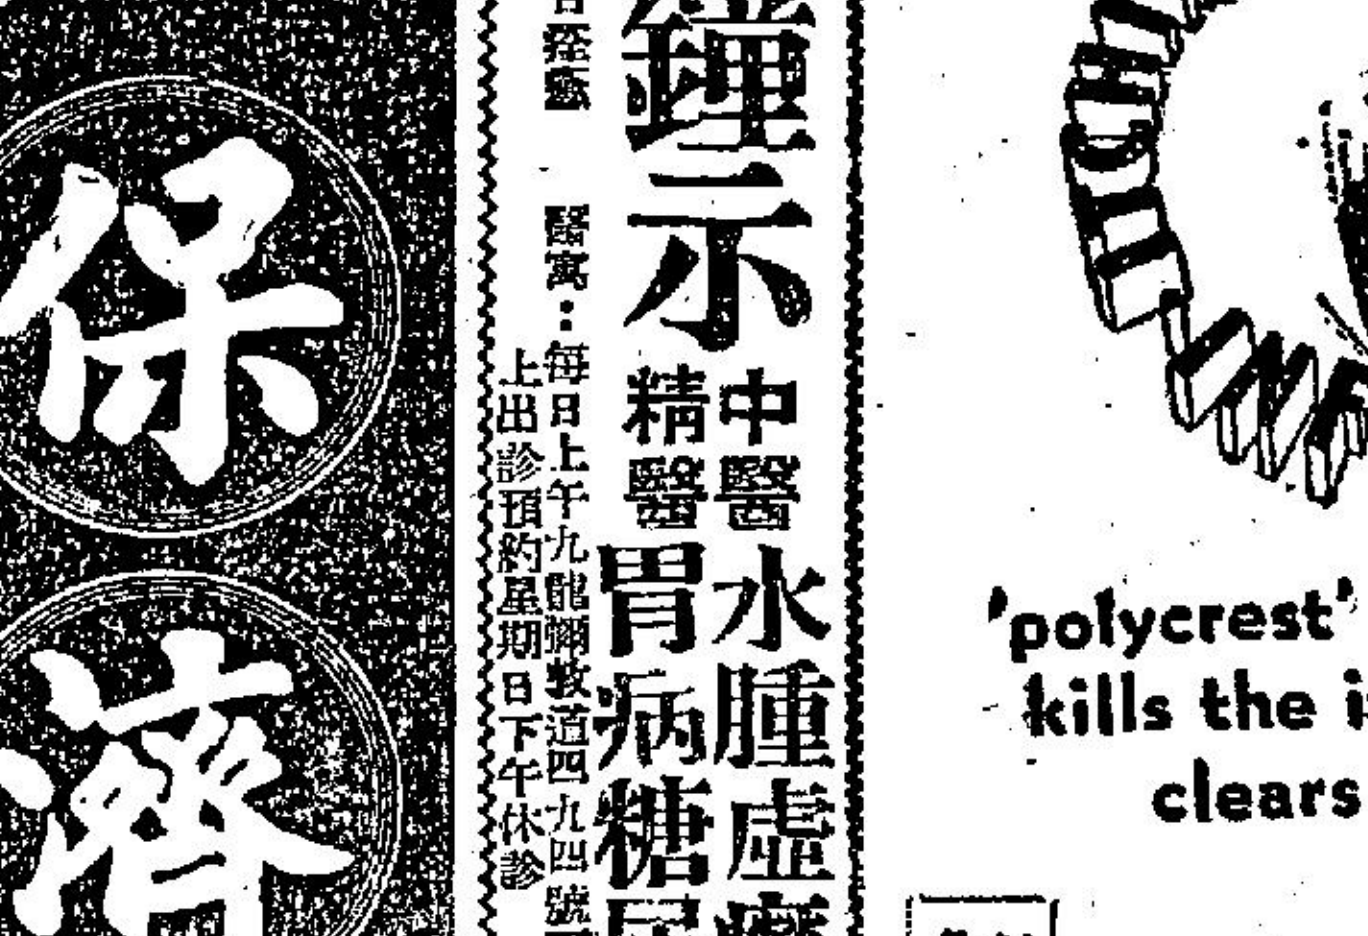 保濟
示
中醫水腫虛
精醫胃病糖
醫寓：每日上午九龍彌敦道四九四號
上出診預約星期日下午休診
'polycrest'
kills the
clears